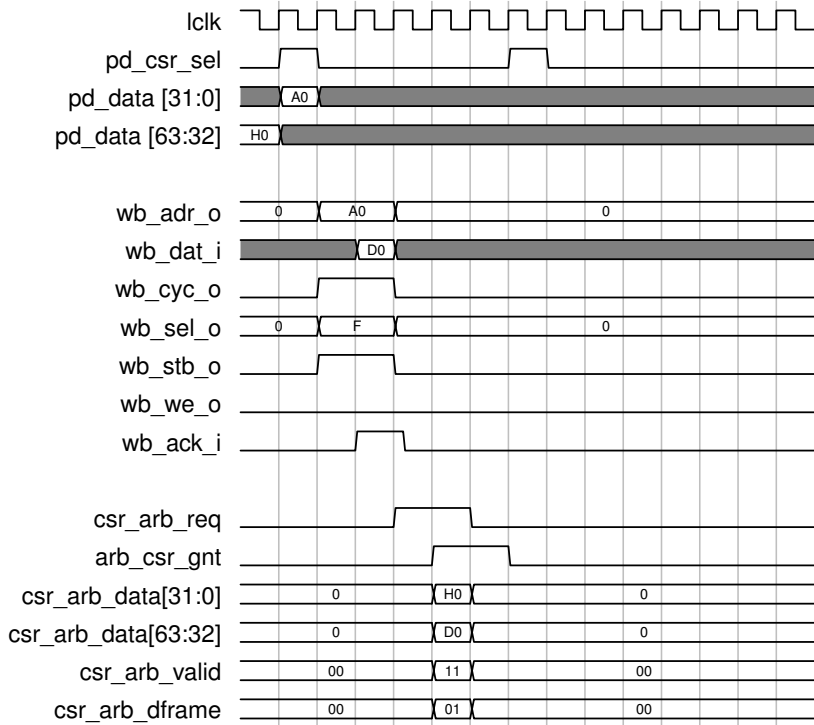 lclk
pd_csr_sel
pd_data [31:0] A0
pd_data [63:32] H0
wb_adr_o 0 A0 0
wb_dat_i D0
wb_cyc_o
wb_sel_o 0 F 0
wb_stb_o
wb_we_o
wb_ack_i
csr_arb_req
arb_csr_gnt
csr_arb_data[31:0] 0 H0 0
csr_arb_data[63:32] 0 D0 0
csr_arb_valid 00 11 00
csr_arb_dframe 00 01 00